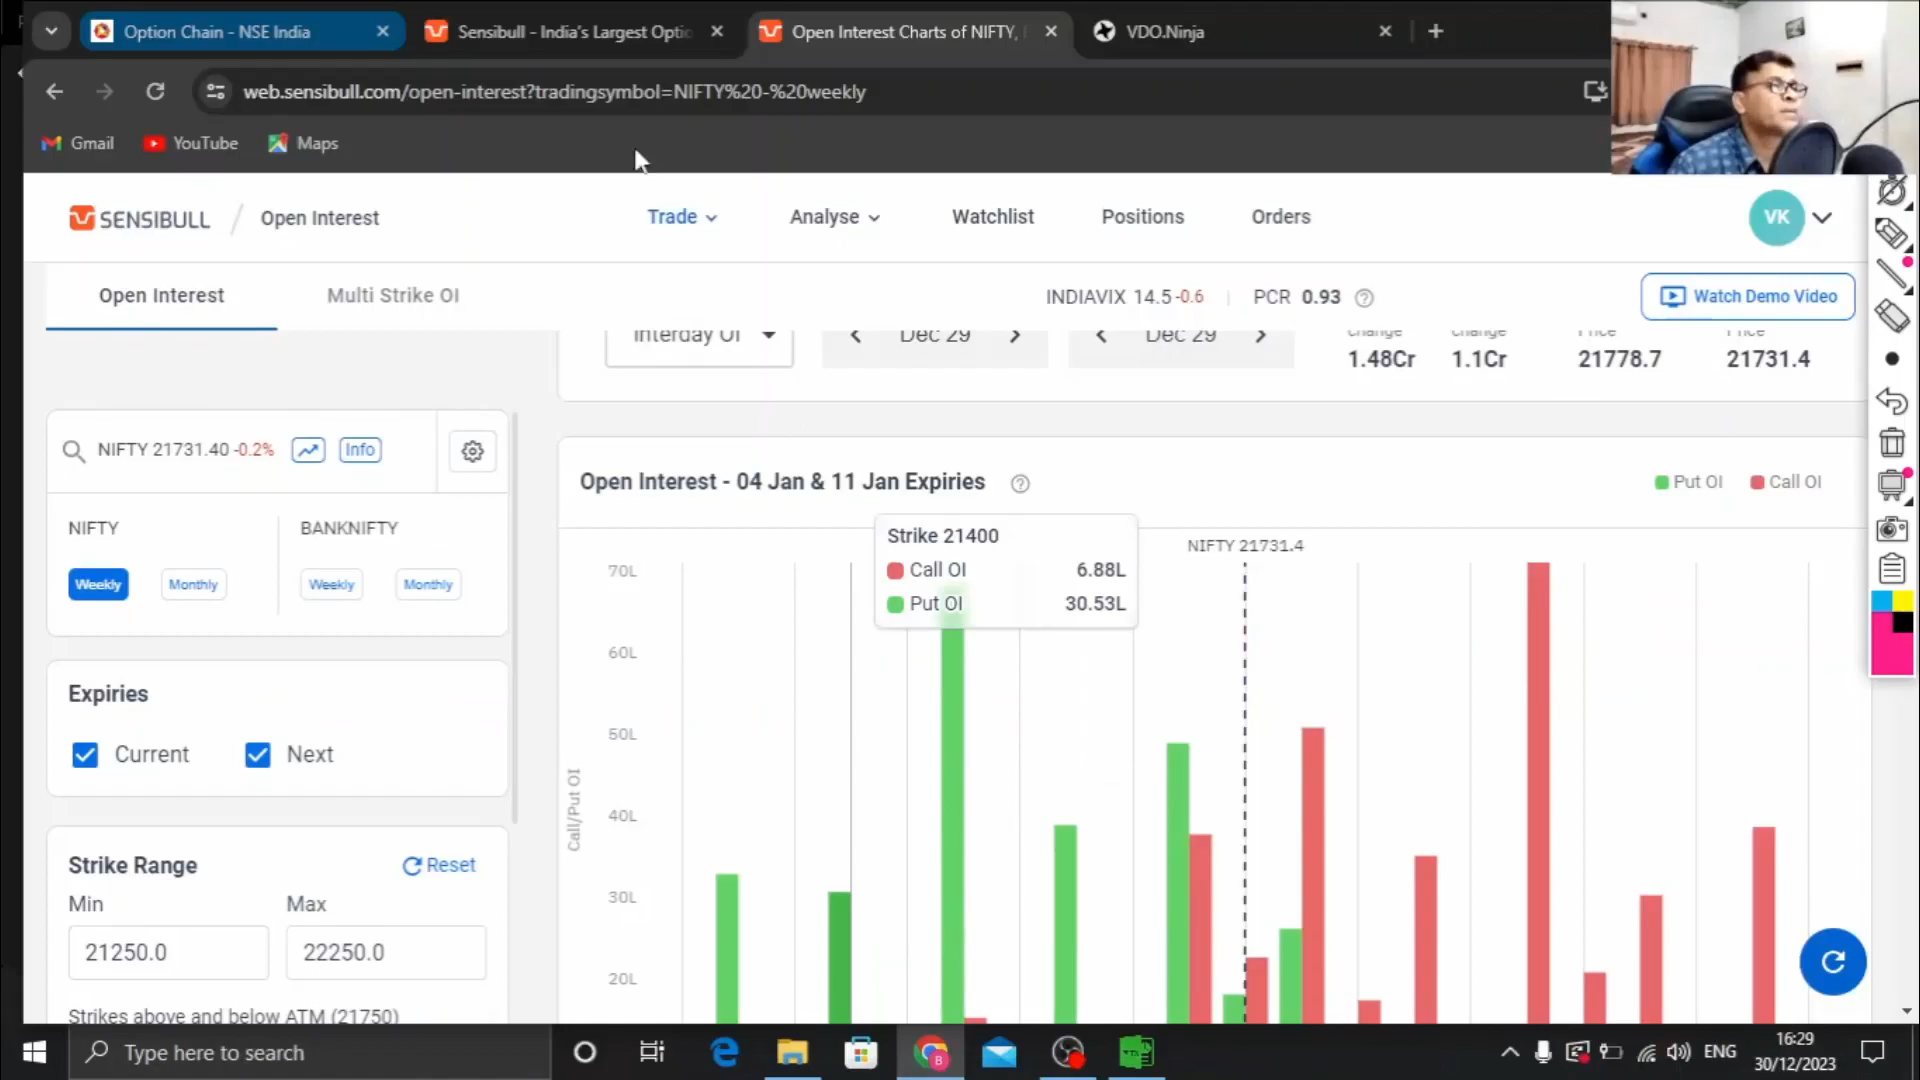 Option Chain - NSE India
Sensibull - India's Largest Optic
Open Interest Charts of NIFTY,
VDO.Ninja
web.sensibull.com/open-interest?tradingsymbol=NIFTY%20-%20weekly
Gmail
YouTube
Maps
SENSIBULL / Open Interest
Trade
Analyse
Watchlist
Positions
Orders
VK
Open Interest
Multi Strike OI
INDIAVIX 14.5 -0.6
PCR 0.93
Watch Demo Video
Interday OI
Dec 29
Dec 29
change
change
Price
Price
1.48Cr
1.1Cr
21778.7
21731.4
NIFTY 21731.40 -0.2%
Info
NIFTY
BANKNIFTY
Weekly
Monthly
Weekly
Monthly
Expiries
Current
Next
Strike Range
Reset
Min
Max
21250.0
22250.0
Strikes above and below ATM (21750)
Open Interest - 04 Jan & 11 Jan Expiries
Put OI
Call OI
Strike 21400
Call OI 6.88L
Put OI 30.53L
NIFTY 21731.4
70L
60L
50L
40L
30L
20L
Call/Put OI
Type here to search
ENG
16:29
30/12/2023